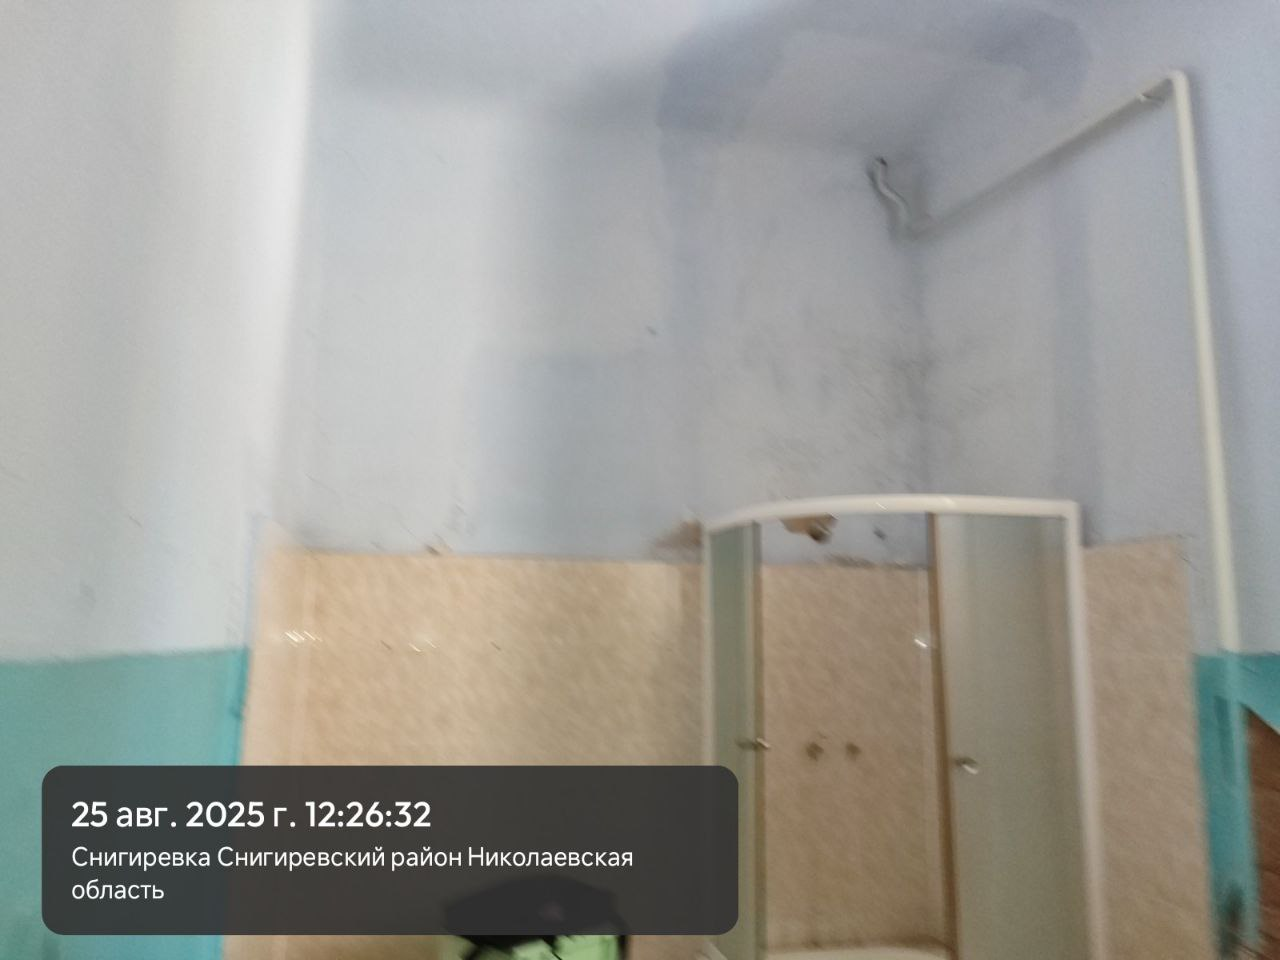 25 авг. 2025 г. 12:26:32
Снигиревка Снигиревский район Николаевская
область